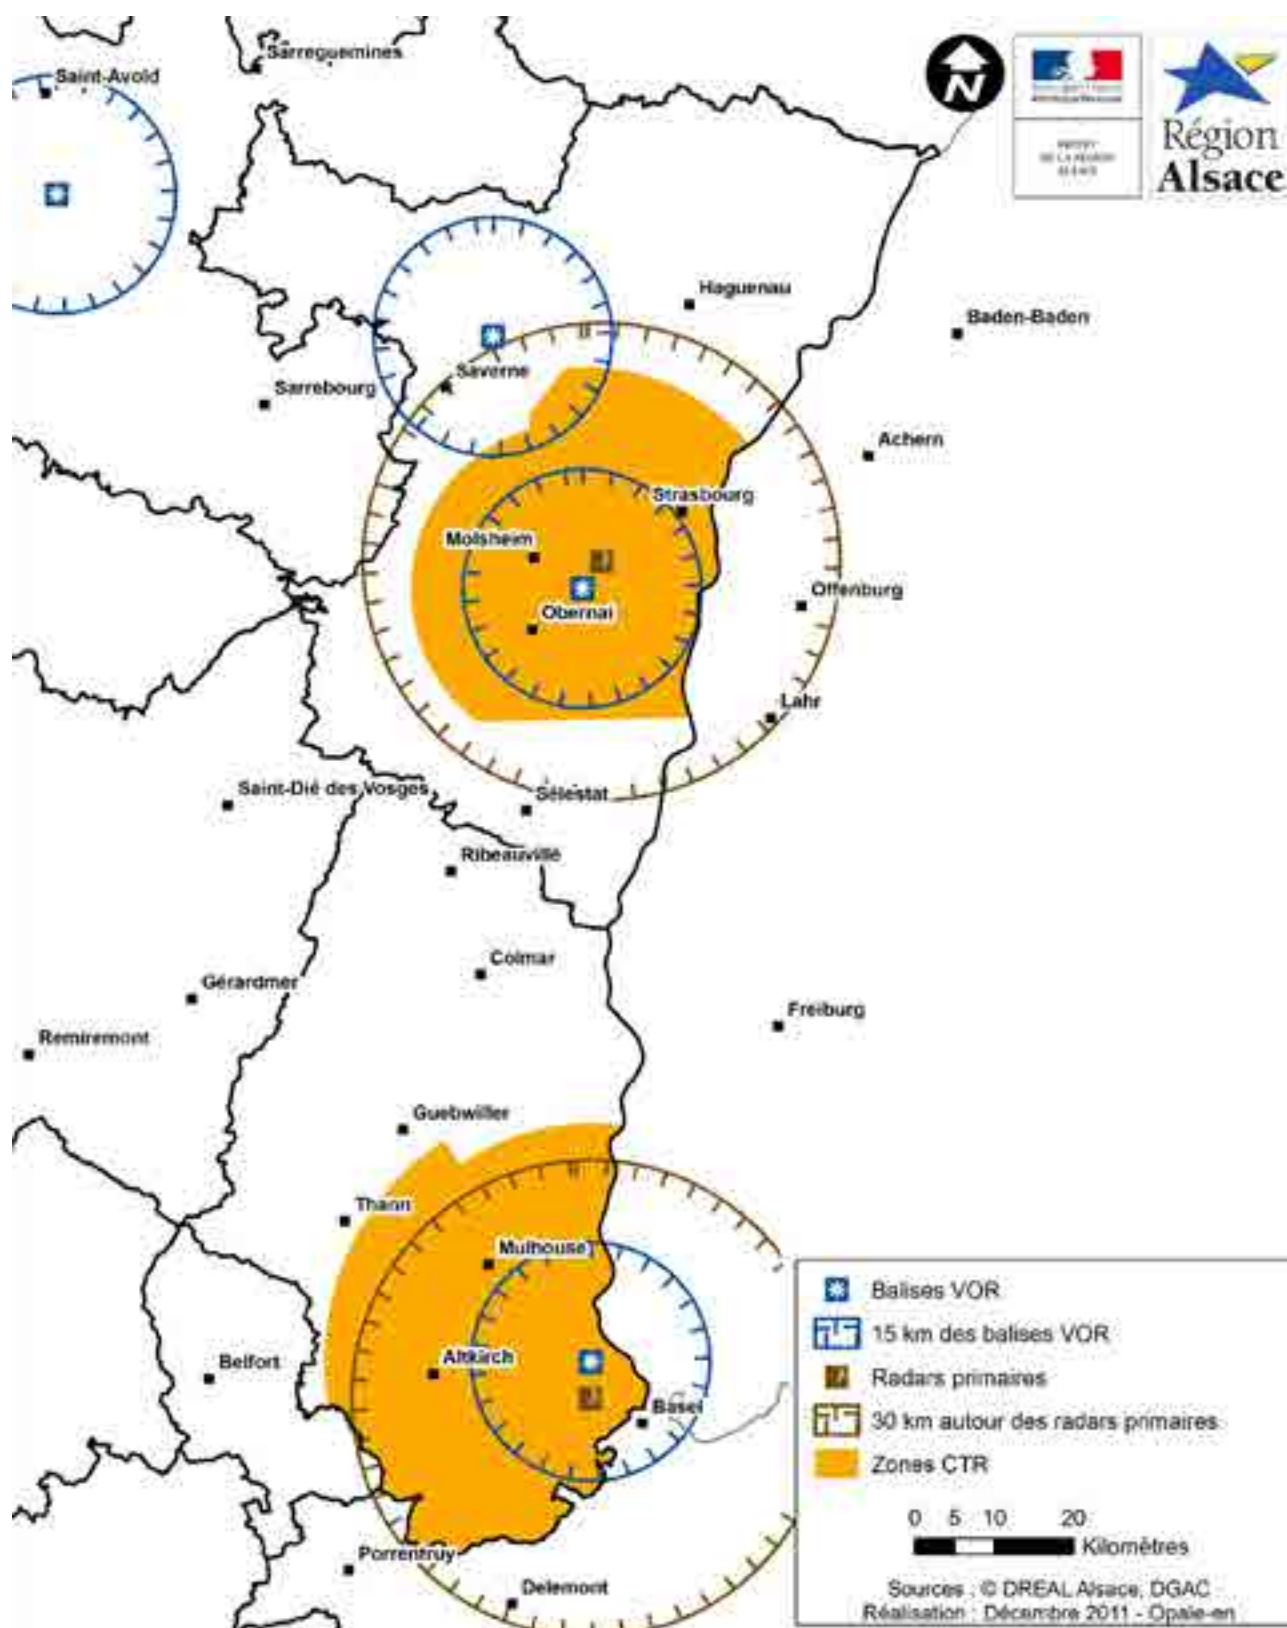 Sarreguemines
Saint-Avold
Région
Alsace
Haguenau
Baden-Baden
Saverne
Sarrebourg
Achern
Strasbourg
Molsheim
Offenburg
Obernai
Lahr
Saint-Dié des Vosges
Sélestat
Ribeauvillé
Colmar
Gérardmer
Freiburg
Remiremont
Guebwiller
Thann
Mulhouse
Belfort
Altkirch
Basel
Porrentruy
Delemont
Balises VOR
15 km des balises VOR
Radars primaires
30 km autour des radars primaires
Zones CTR
0 5 10 20
Kilomètres
Sources : © DREAL Alsace, DGAC
Réalisation : Décembre 2011 - Opale-en